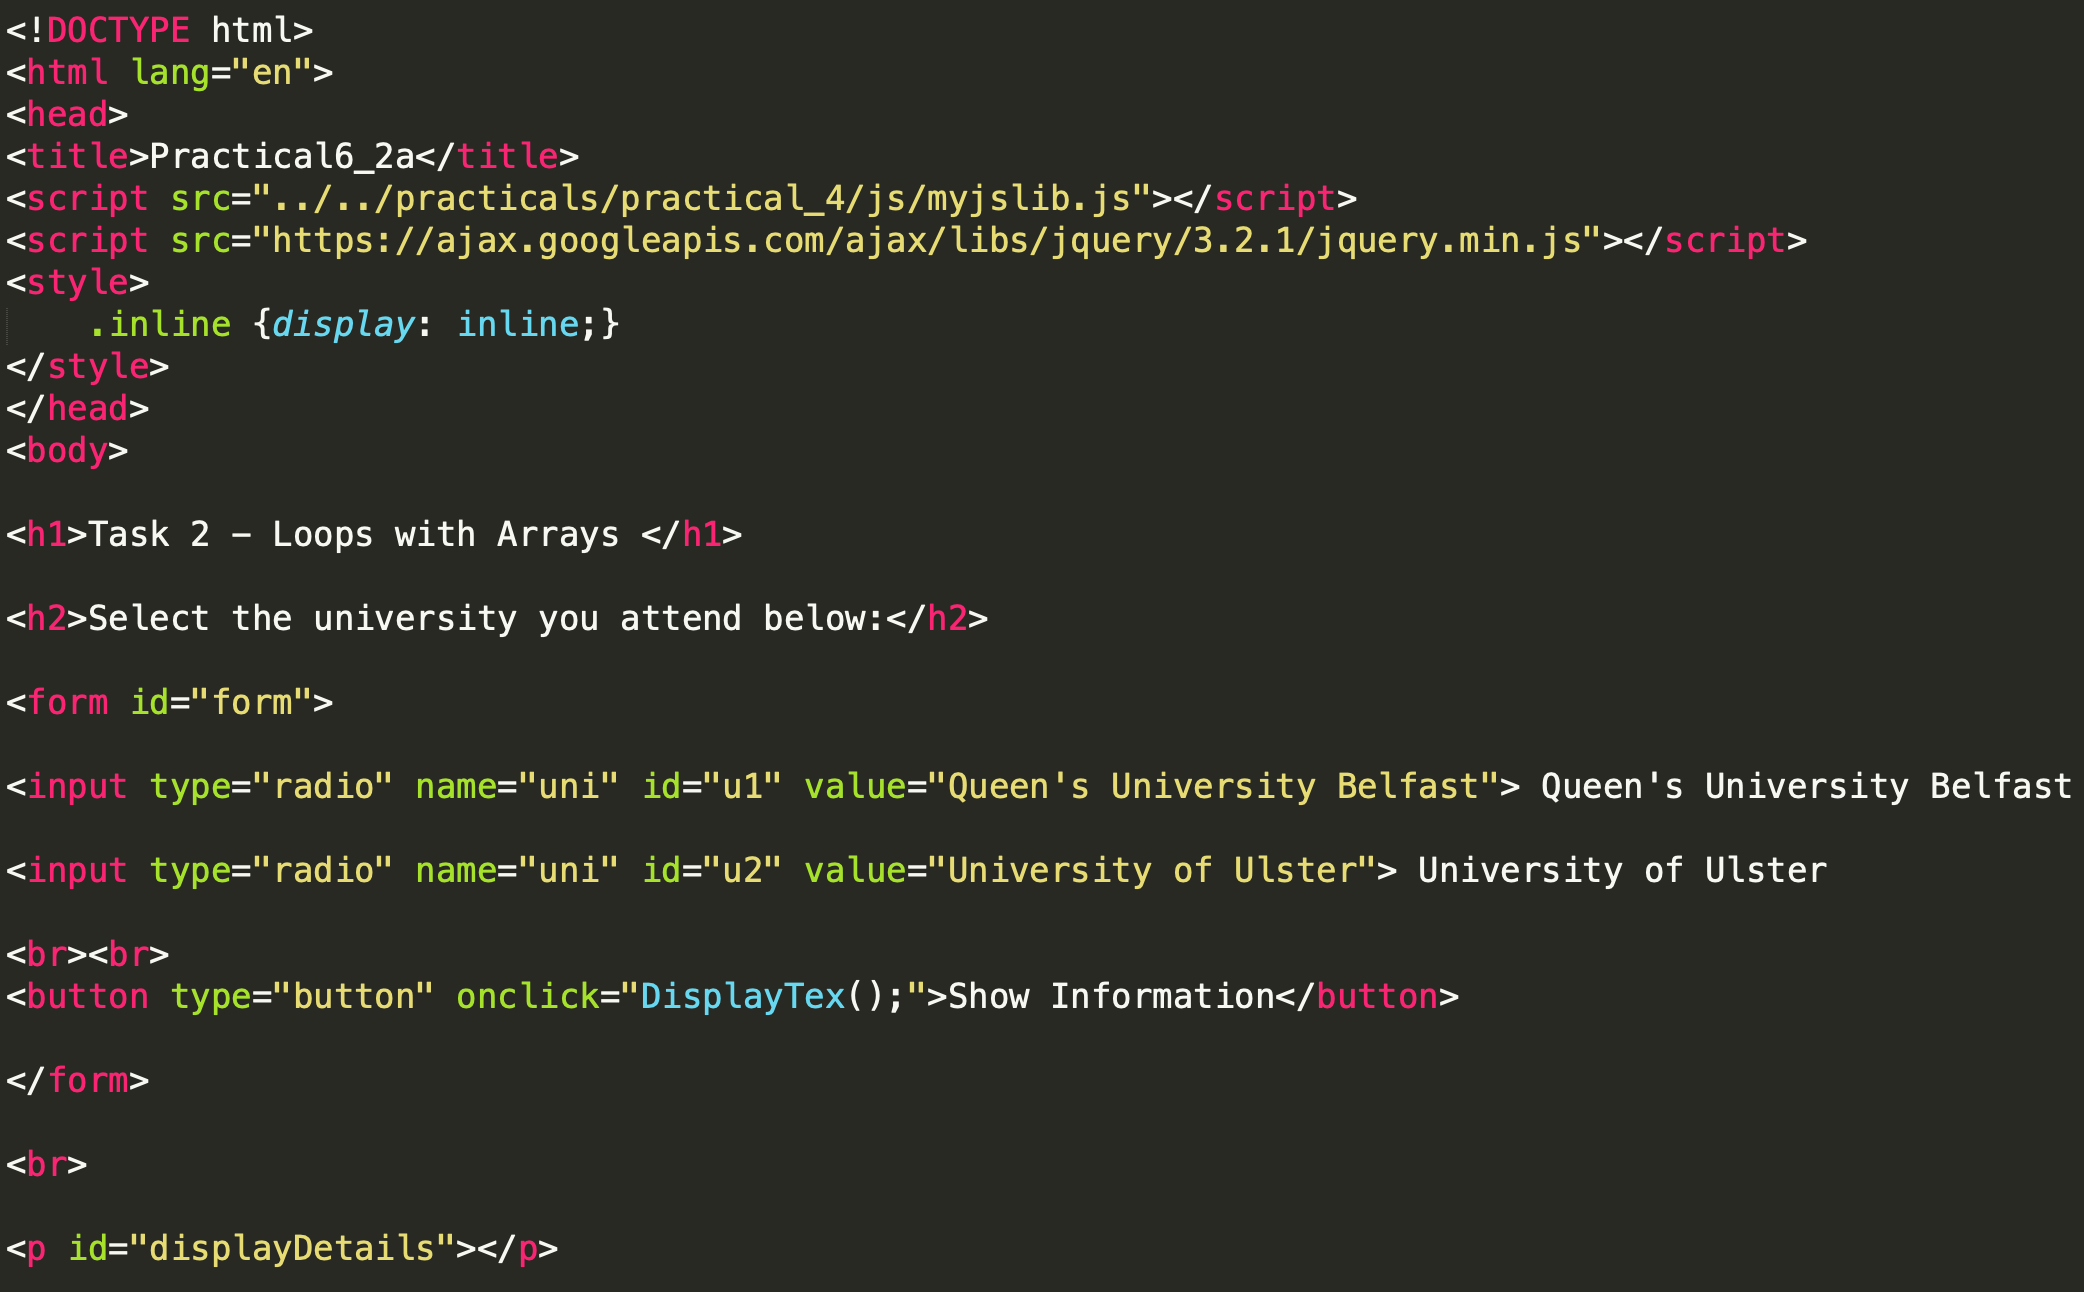 <!DOCTYPE html>
<html lang="en">
<head>
<title>Practical6_2a</title>
<script src="../../practicals/practical_4/js/myjslib.js"></script>
<script src="https://ajax.googleapis.com/ajax/libs/jquery/3.2.1/jquery.min.js"></script>
<style>
    .inline {display: inline;}
</style>
</head>
<body>
<h1>Task 2 - Loops with Arrays </h1>
<h2>Select the university you attend below:</h2>
<form id="form">
<input type="radio" name="uni" id="u1" value="Queen's University Belfast"> Queen's University Belfast
<input type="radio" name="uni" id="u2" value="University of Ulster"> University of Ulster
<br><br>
<button type="button" onclick="DisplayTex();">Show Information</button>
</form>
<br>
<p id="displayDetails"></p>